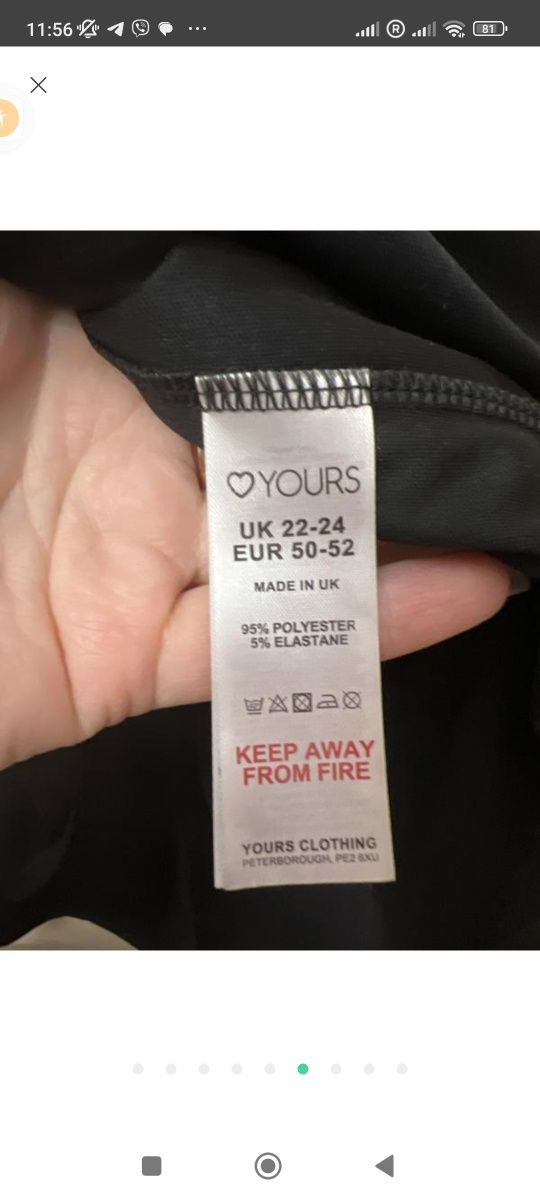 11:56
R
81
YOURS
UK 22-24
EUR 50-52
MADE IN UK
95% POLYESTER
5% ELASTANE
KEEP AWAY
FROM FIRE
YOURS CLOTHING
PETERBOROUGH, PE2 6XU